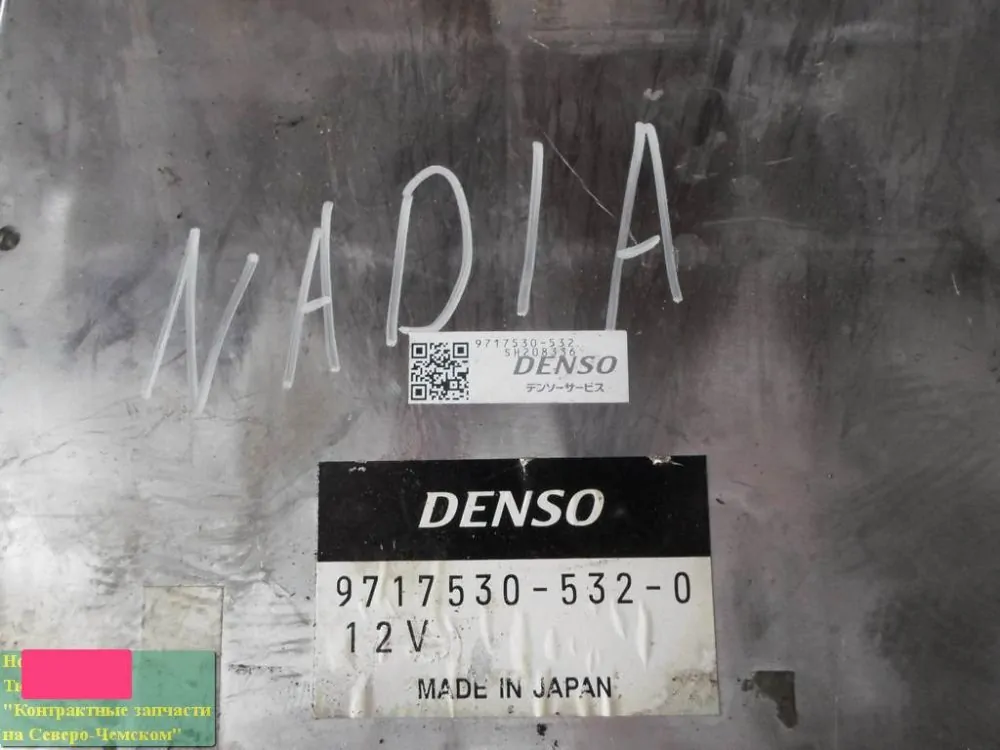 NADIA
9717530-532
SH208336
DENSO
デンソーサービス
DENSO
9717530-532-0
12V
MADE IN JAPAN
"Контрактные запчасти
на Северо-Чемском"